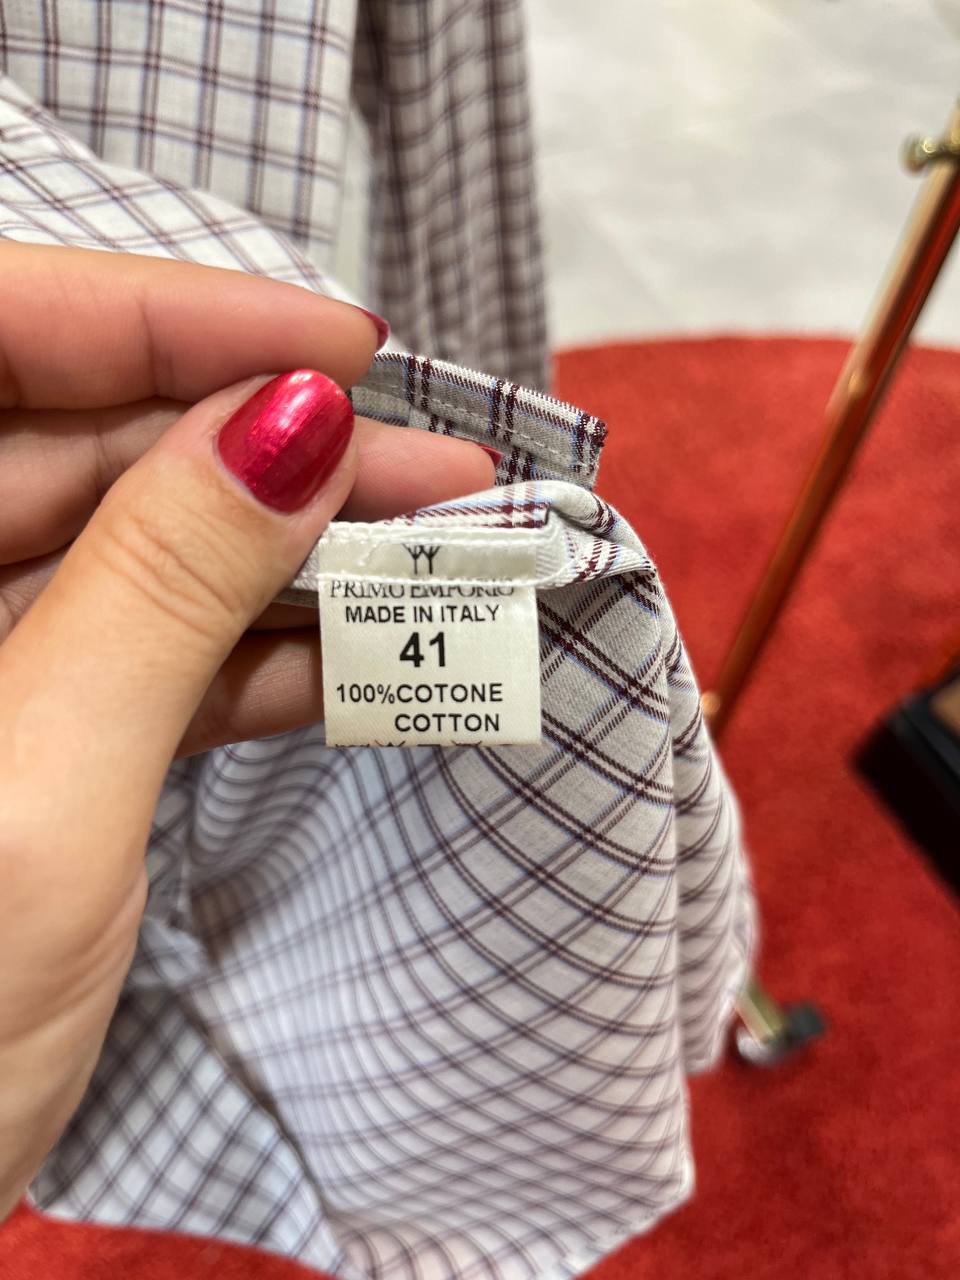 PRIMO EMPORIO
MADE IN ITALY
41
100%COTONE
COTTON